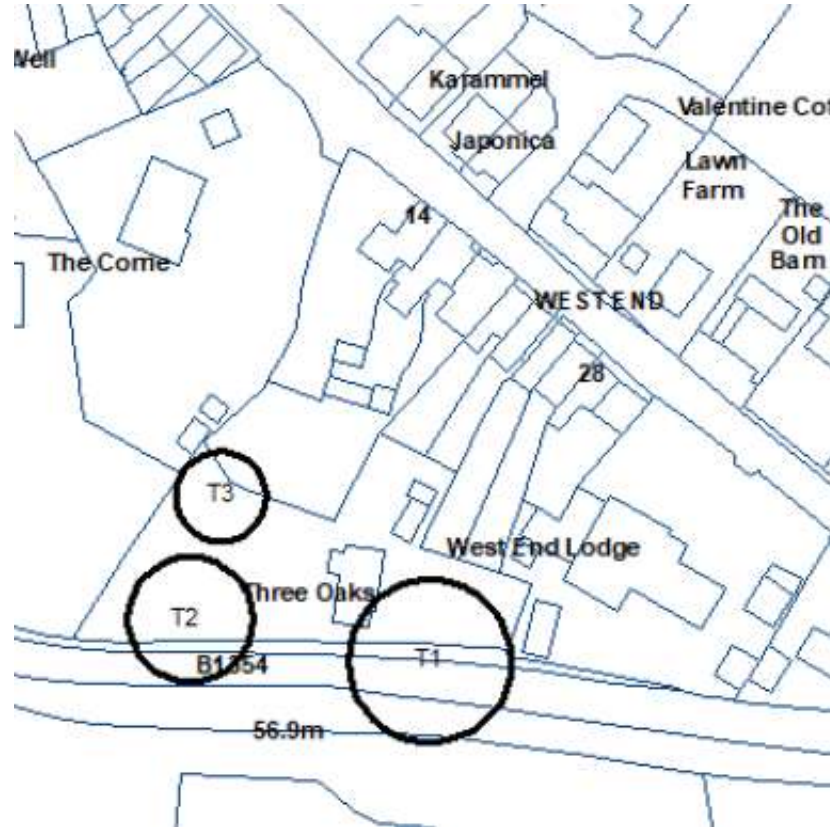 Well
Karammel
Valentine Cot
Japonica
Lawn
Farm
14
The
Old
Barn
The Corrie
WESTEND
28
T3
West End Lodge
Three Oaks
T2
T1
B1354
56.9m